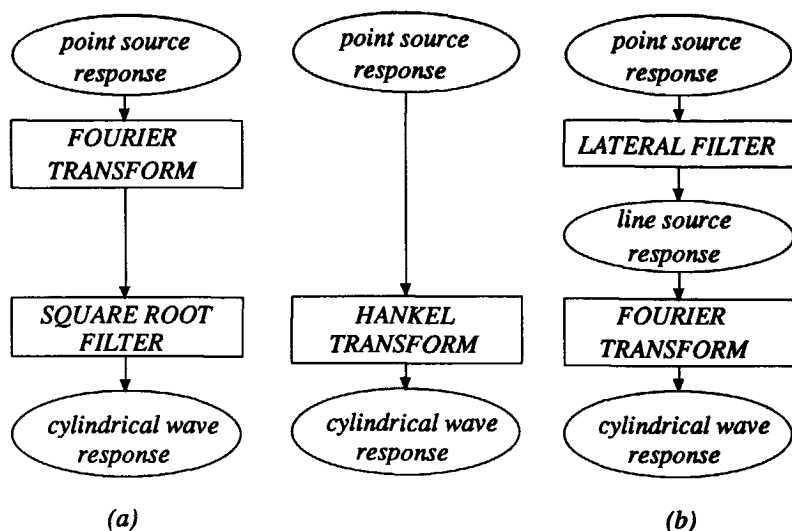 point source
response
FOURIER
TRANSFORM
SQUARE ROOT
FILTER
cylindrical wave
response
(a)
point source
response
HANKEL
TRANSFORM
cylindrical wave
response
point source
response
LATERAL FILTER
line source
response
FOURIER
TRANSFORM
cylindrical wave
response
(b)